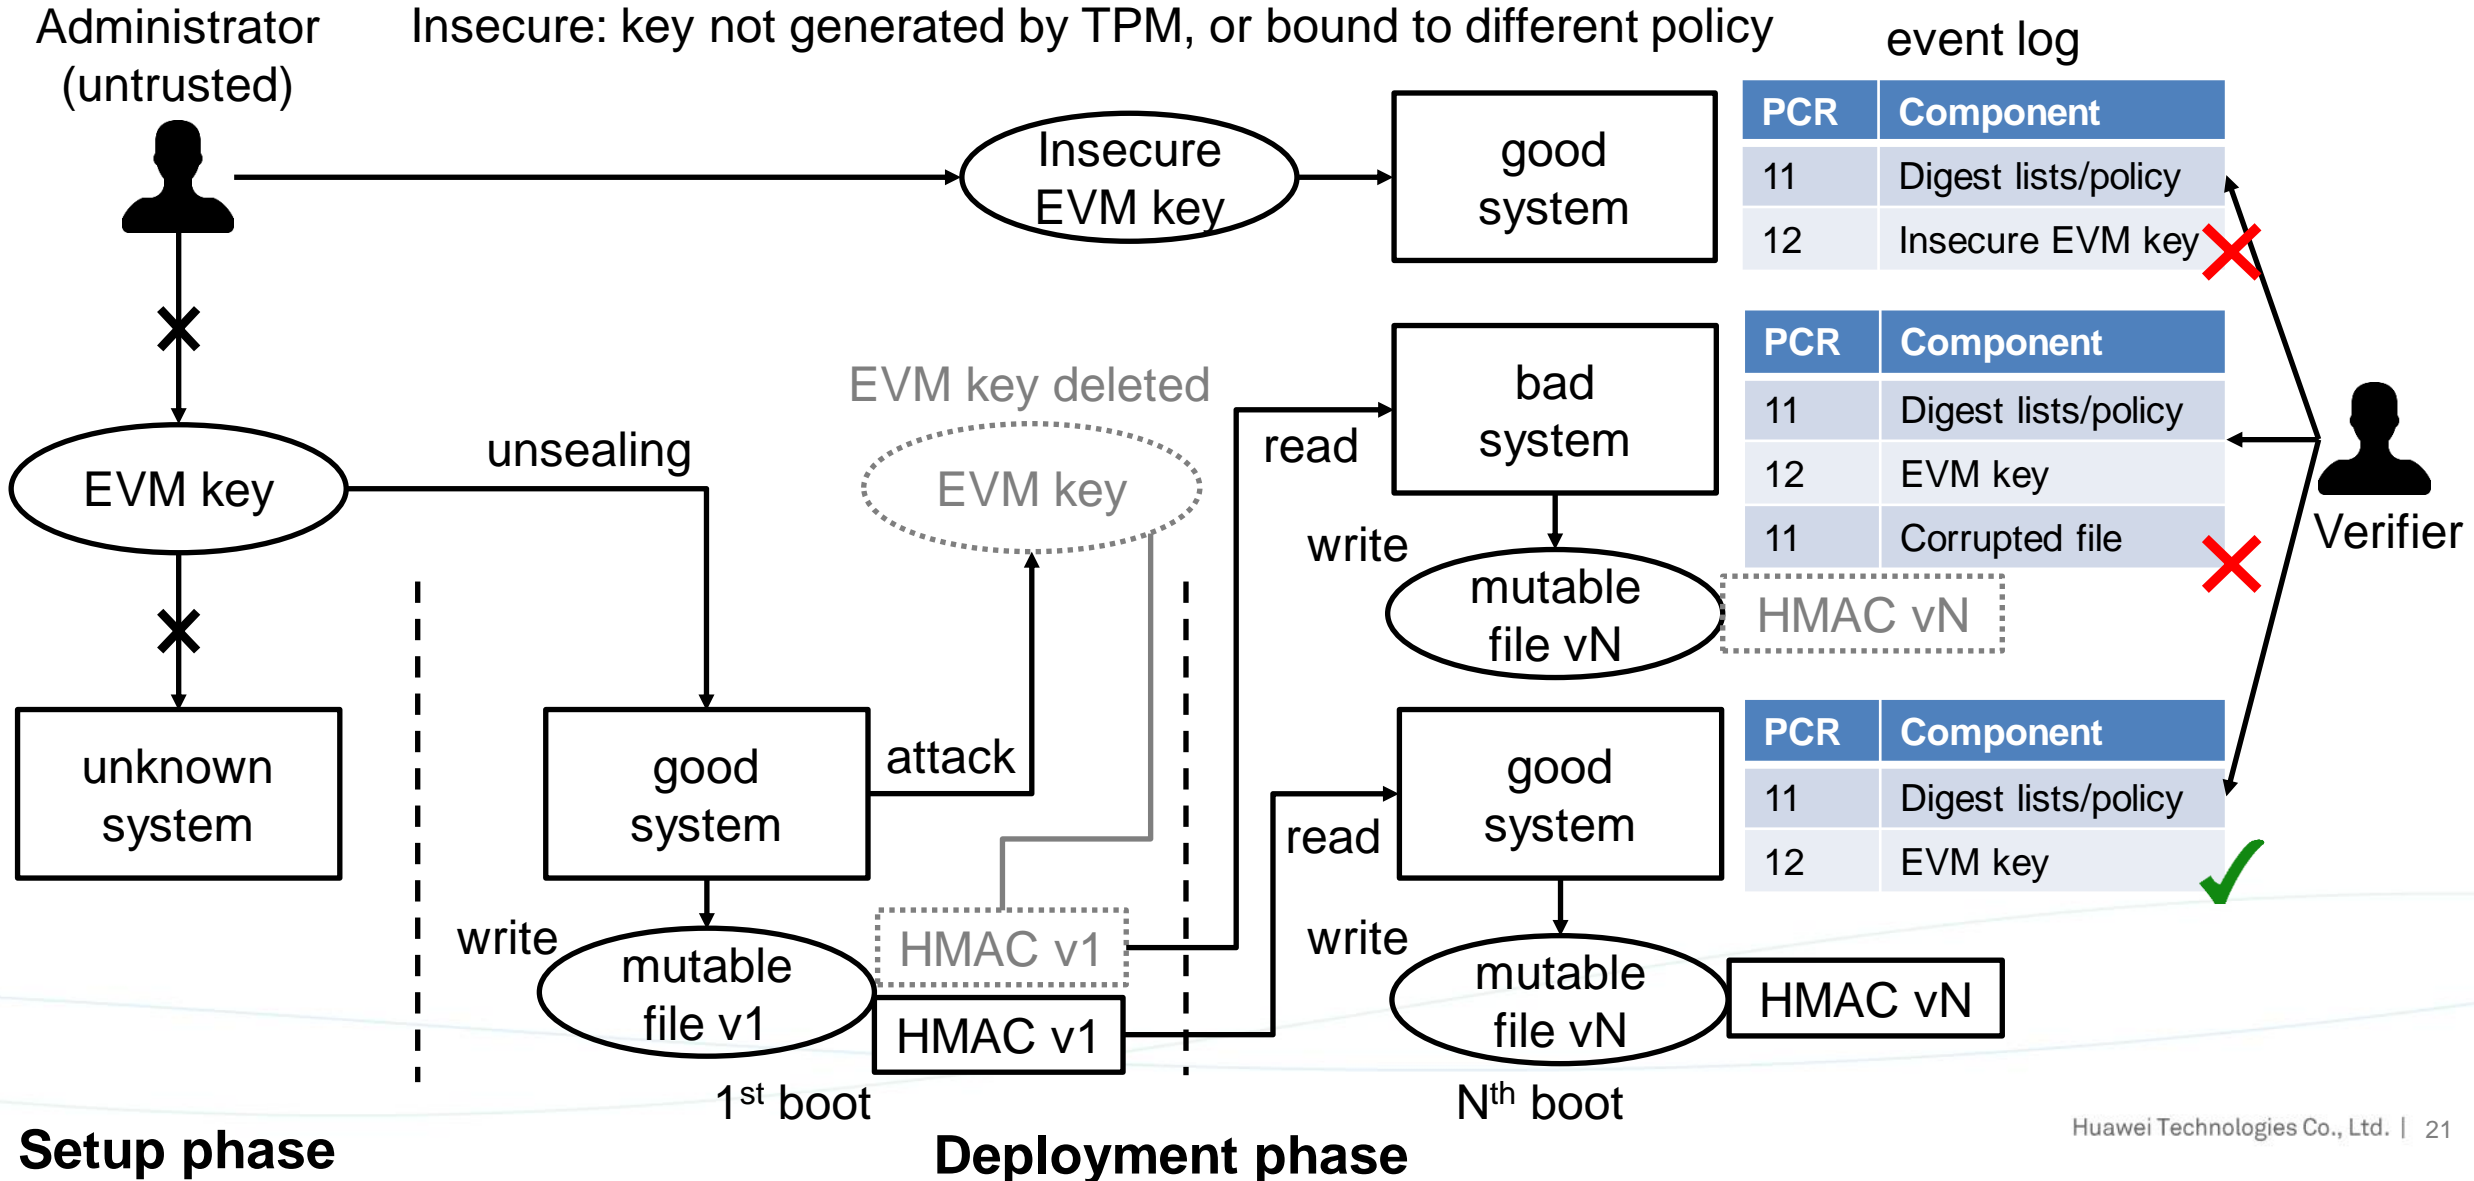 Administrator
(untrusted)
Insecure: key not generated by TPM, or bound to different policy
event log
Insecure
EVM key
good
system
PCR Component
11 Digest lists/policy
12 Insecure EVM key
EVM key
unsealing
EVM key deleted
EVM key
read
bad
system
write
mutable
file vN
HMAC vN
PCR Component
11 Digest lists/policy
12 EVM key
11 Corrupted file
Verifier
unknown
system
good
system
attack
write
mutable
file v1
HMAC v1
HMAC v1
read
good
system
write
mutable
file vN
HMAC vN
PCR Component
11 Digest lists/policy
12 EVM key
1st boot
Nth boot
Setup phase
Deployment phase
Huawei Technologies Co., Ltd. | 21